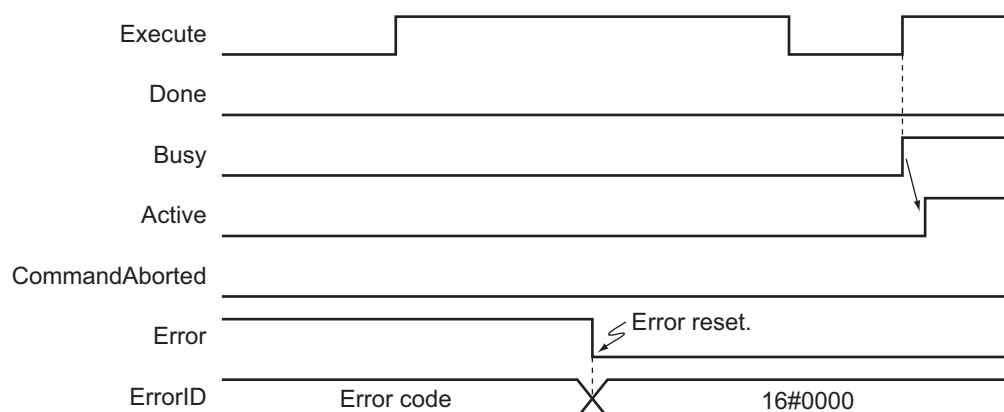 Execute
Done
Busy
Active
CommandAborted
Error
Error reset.
ErrorID
Error code
16#0000